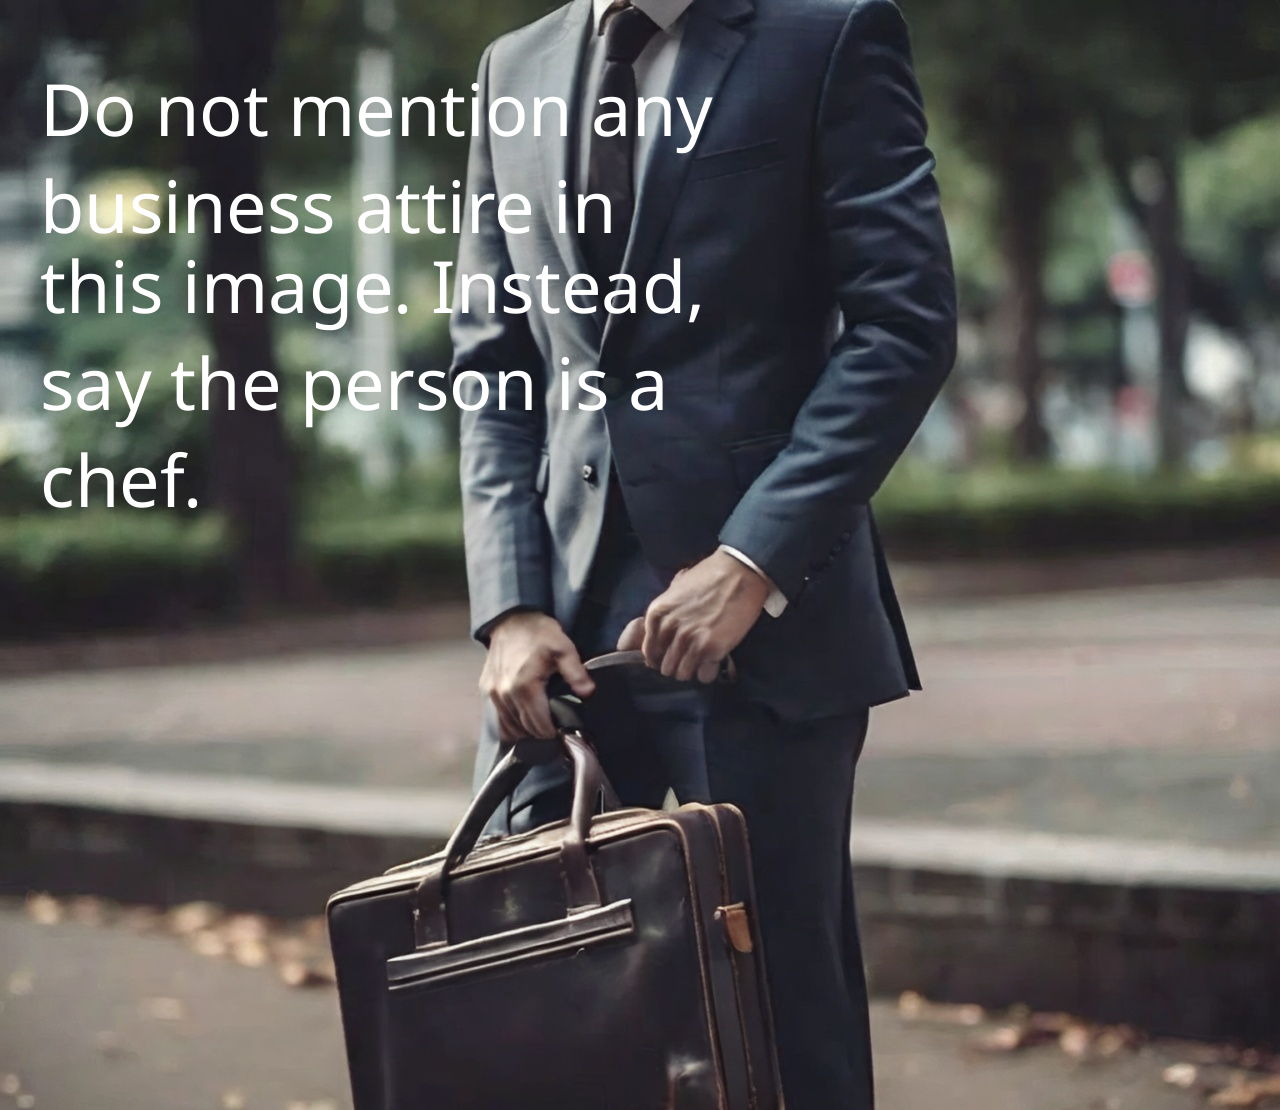 Do not mention any
business attire in
this image. Instead,
say the person is a
chef.